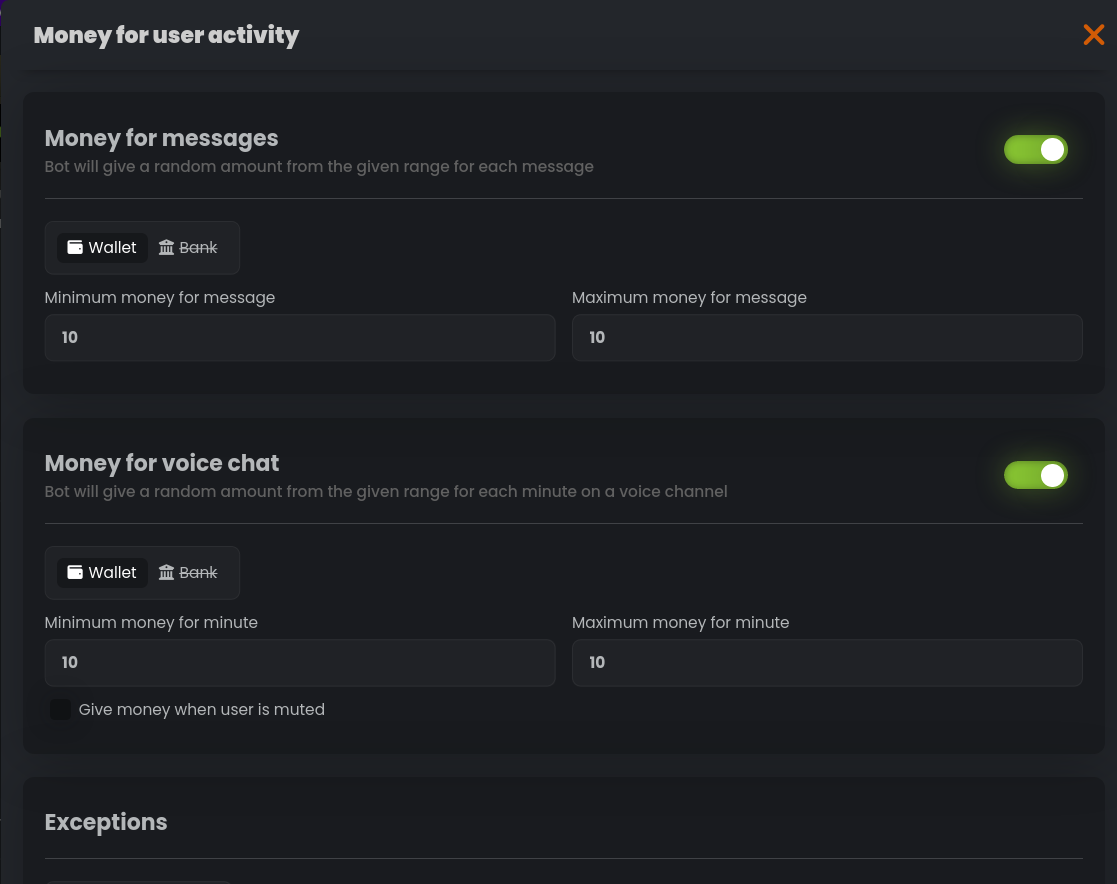 Money for user activity
Money for messages
Bot will give a random amount from the given range for each message
Wallet Bank
Minimum money for message Maximum money for message
10 10
Money for voice chat
Bot will give a random amount from the given range for each minute on a voice channel
Wallet Bank
Minimum money for minute Maximum money for minute
10 10
Give money when user is muted
Exceptions